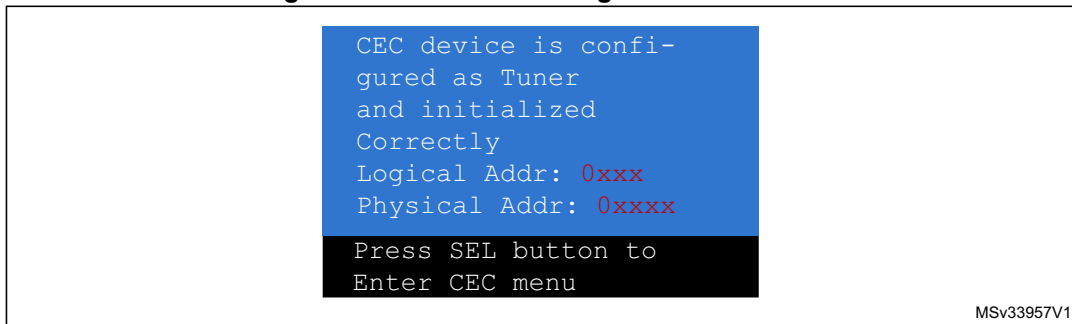 CEC device is confi-
gured as Tuner
and initialized
Correctly
Logical Addr: 0xxx
Physical Addr: 0xxxx
Press SEL button to
Enter CEC menu
MSv33957V1